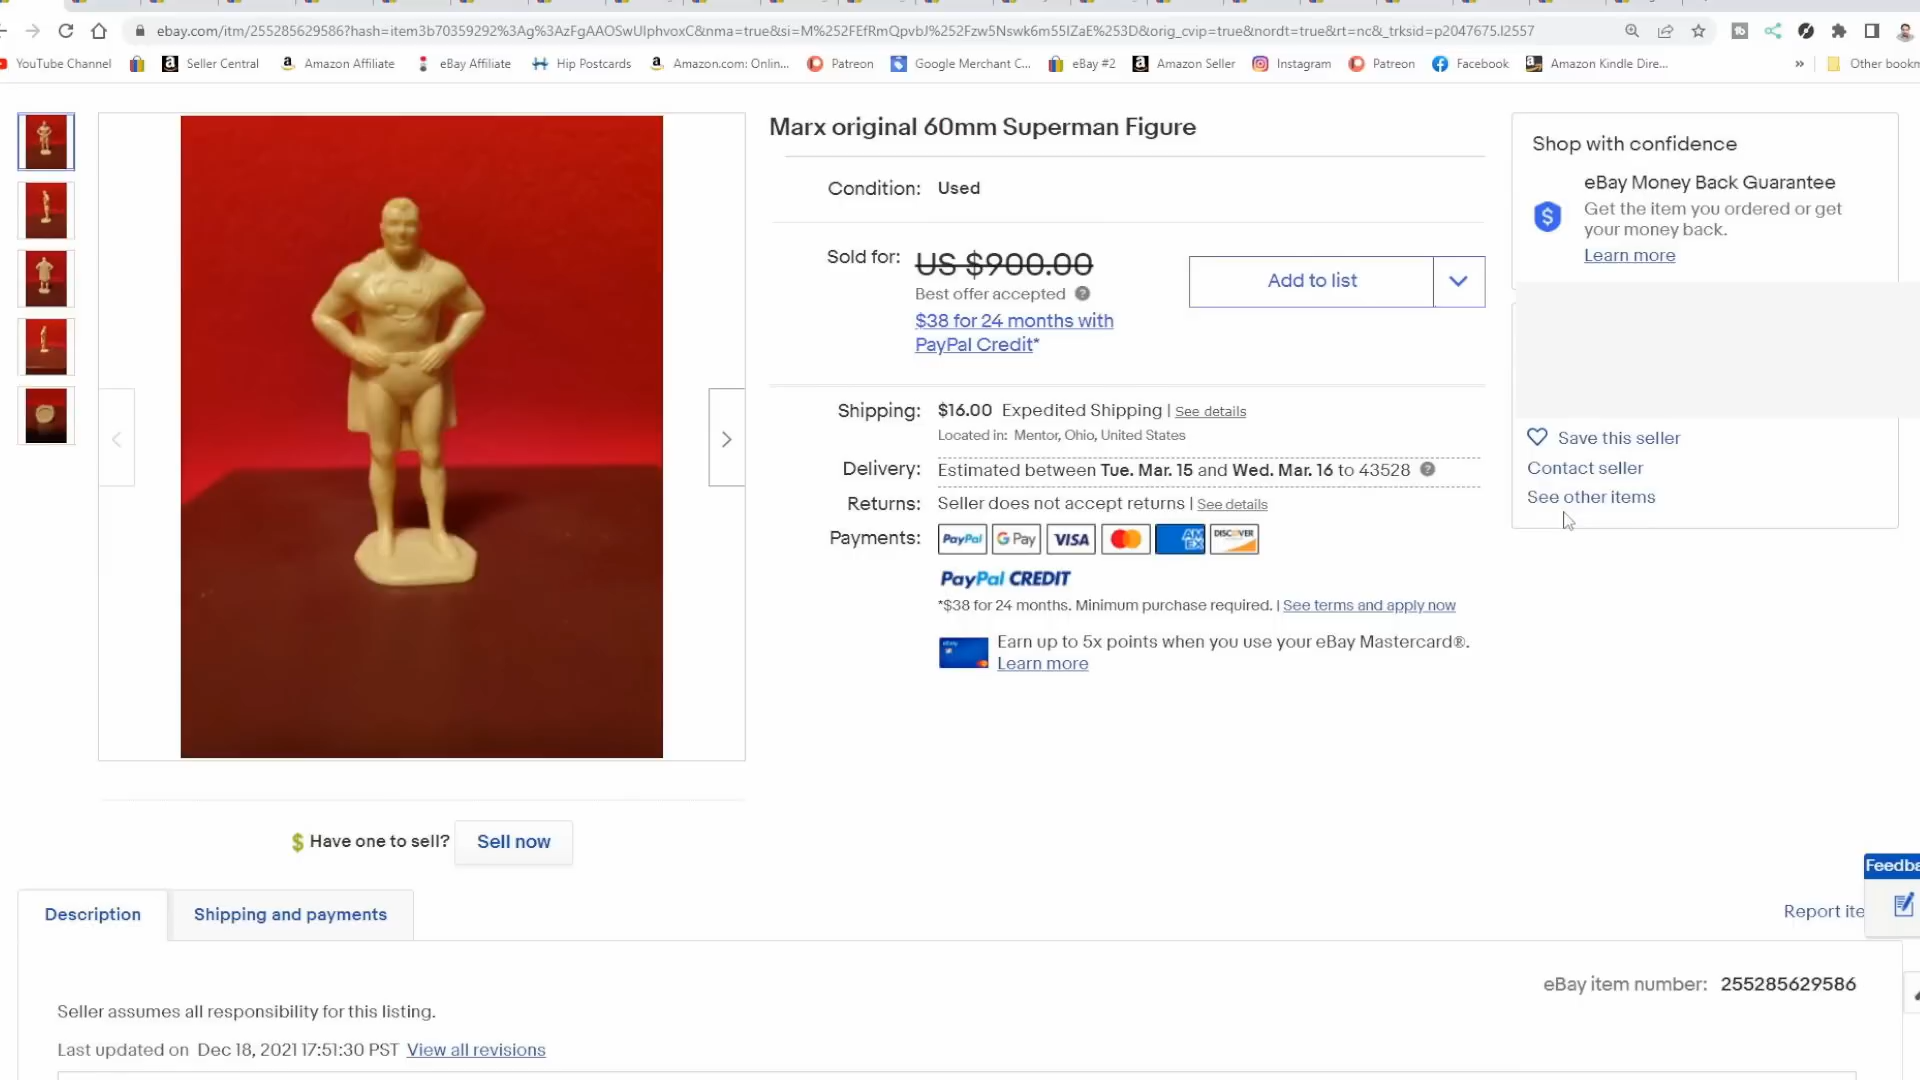 ebay.com/itm/255285629586?hash=item3b70359292%3Ag%3AzFgAAOSwUlphvoxC&nma=true&si=M%252FEfRmQpvbJ%252Fzw5Nswk6m55IZaE%253D&orig_cvip=true&nordt=true&rt=nc&_trksid=p2047675.l2557
YouTube Channel Seller Central Amazon Affiliate eBay Affiliate Hip Postcards Amazon.com: Onlin... Patreon Google Merchant C... eBay #2 Amazon Seller Instagram Patreon Facebook Amazon Kindle Dire... » Other bookm
Marx original 60mm Superman Figure
Condition: Used
Sold for: US $900.00
Best offer accepted
$38 for 24 months with
PayPal Credit*
Add to list
Shipping: $16.00 Expedited Shipping | See details
Located in: Mentor, Ohio, United States
Delivery: Estimated between Tue. Mar. 15 and Wed. Mar. 16 to 43528
Returns: Seller does not accept returns | See details
Payments: PayPal G Pay VISA AM EX DISCOVER
PayPal CREDIT
*$38 for 24 months. Minimum purchase required. | See terms and apply now
Earn up to 5x points when you use your eBay Mastercard®.
Learn more
Shop with confidence
eBay Money Back Guarantee
Get the item you ordered or get
your money back.
Learn more
Save this seller
Contact seller
See other items
Have one to sell? Sell now
Feedba
Description Shipping and payments
Report ite
eBay item number: 255285629586
Seller assumes all responsibility for this listing.
Last updated on Dec 18, 2021 17:51:30 PST View all revisions